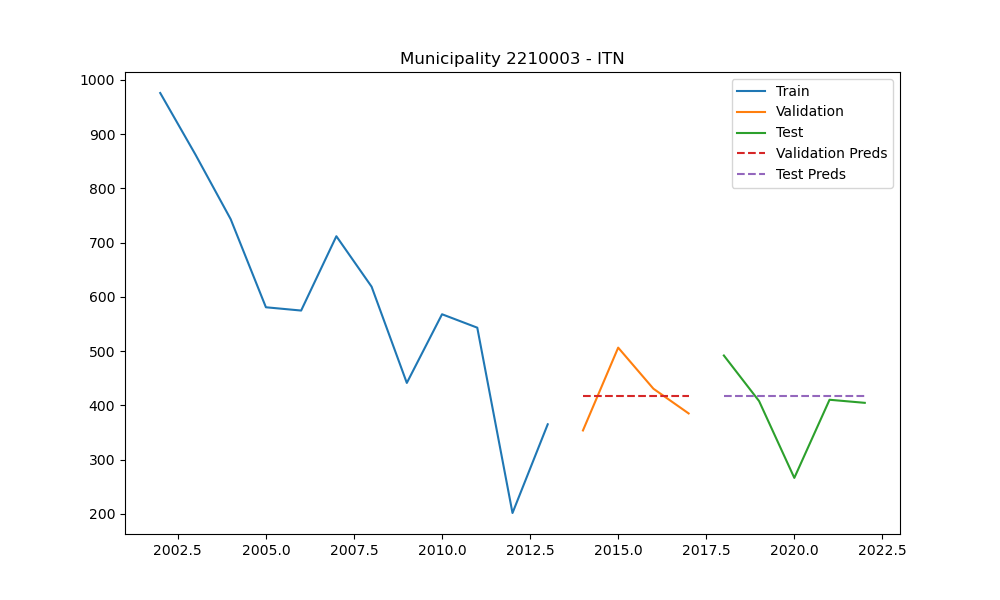 Municipality 2210003 - ITN
1000
900
800
700
600
500
400
300
200
2002.5 2005.0 2007.5 2010.0 2012.5 2015.0 2017.5 2020.0 2022.5
Train
Validation
Test
Validation Preds
Test Preds